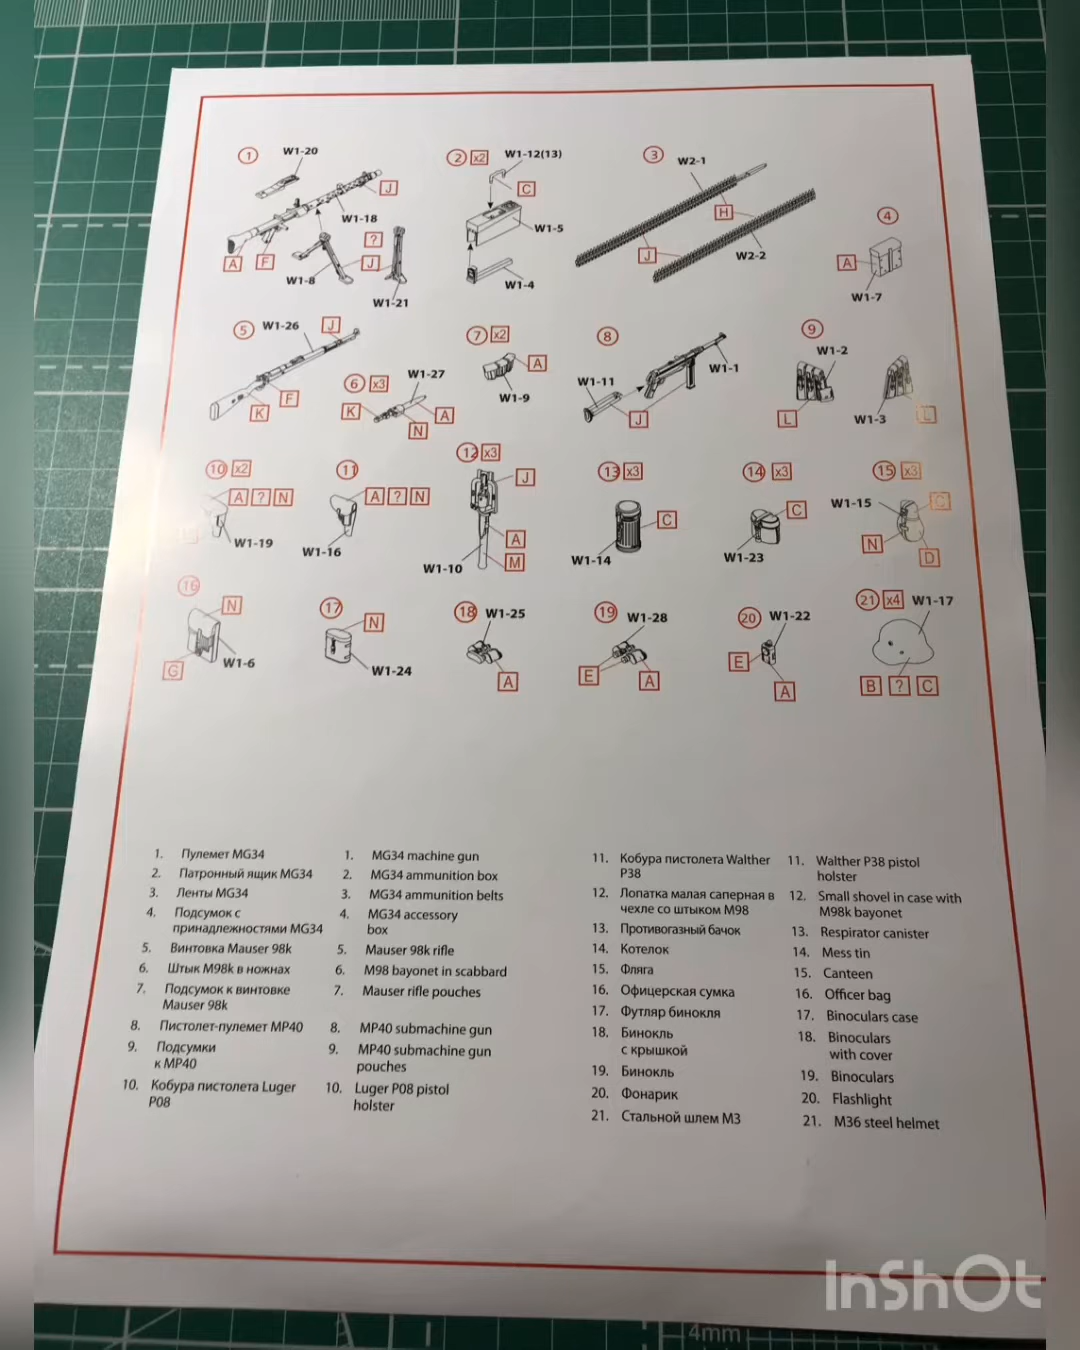 1 W1-20
J
W1-18
A F
?
J
W1-8
W1-21
2 x2 W1-12(13)
C
W1-5
W1-4
3 W2-1
H
J
W2-2
4
A
W1-7
5 W1-26 J
F
K
6 x3 W1-27
K A
N
7 x2
A
W1-9
8
W1-1
W1-11
J
9
W1-2
L
W1-3 L
10 x2
A ? N
W1-19
11
A ? N
W1-16
12 x3
J
A
W1-10 M
13 x3
C
W1-14
14 x3
C
W1-23
15 x3
W1-15 C
N
D
16
N
W1-6
G
17
N
W1-24
18 W1-25
A
19
W1-28
E A
20 W1-22
E
A
21 x4 W1-17
B ? C
1. Пулемет MG34
2. Патронный ящик MG34
3. Ленты MG34
4. Подсумок с
принадлежностями MG34
5. Винтовка Mauser 98k
6. Штык M98k в ножнах
7. Подсумок к винтовке
Mauser 98k
8. Пистолет-пулемет MP40
9. Подсумки
к MP40
10. Кобура пистолета Luger
P08
1. MG34 machine gun
2. MG34 ammunition box
3. MG34 ammunition belts
4. MG34 accessory
box
5. Mauser 98k rifle
6. M98 bayonet in scabbard
7. Mauser rifle pouches
8. MP40 submachine gun
9. MP40 submachine gun
pouches
10. Luger P08 pistol
holster
11. Кобура пистолета Walther
P38
12. Лопатка малая саперная в
чехле со штыком M98
13. Противогазный бачок
14. Котелок
15. Фляга
16. Офицерская сумка
17. Футляр бинокля
18. Бинокль
с крышкой
19. Бинокль
20. Фонарик
21. Стальной шлем M3
11. Walther P38 pistol
holster
12. Small shovel in case with
M98k bayonet
13. Respirator canister
14. Mess tin
15. Canteen
16. Officer bag
17. Binoculars case
18. Binoculars
with cover
19. Binoculars
20. Flashlight
21. M36 steel helmet
InShOt
4mm